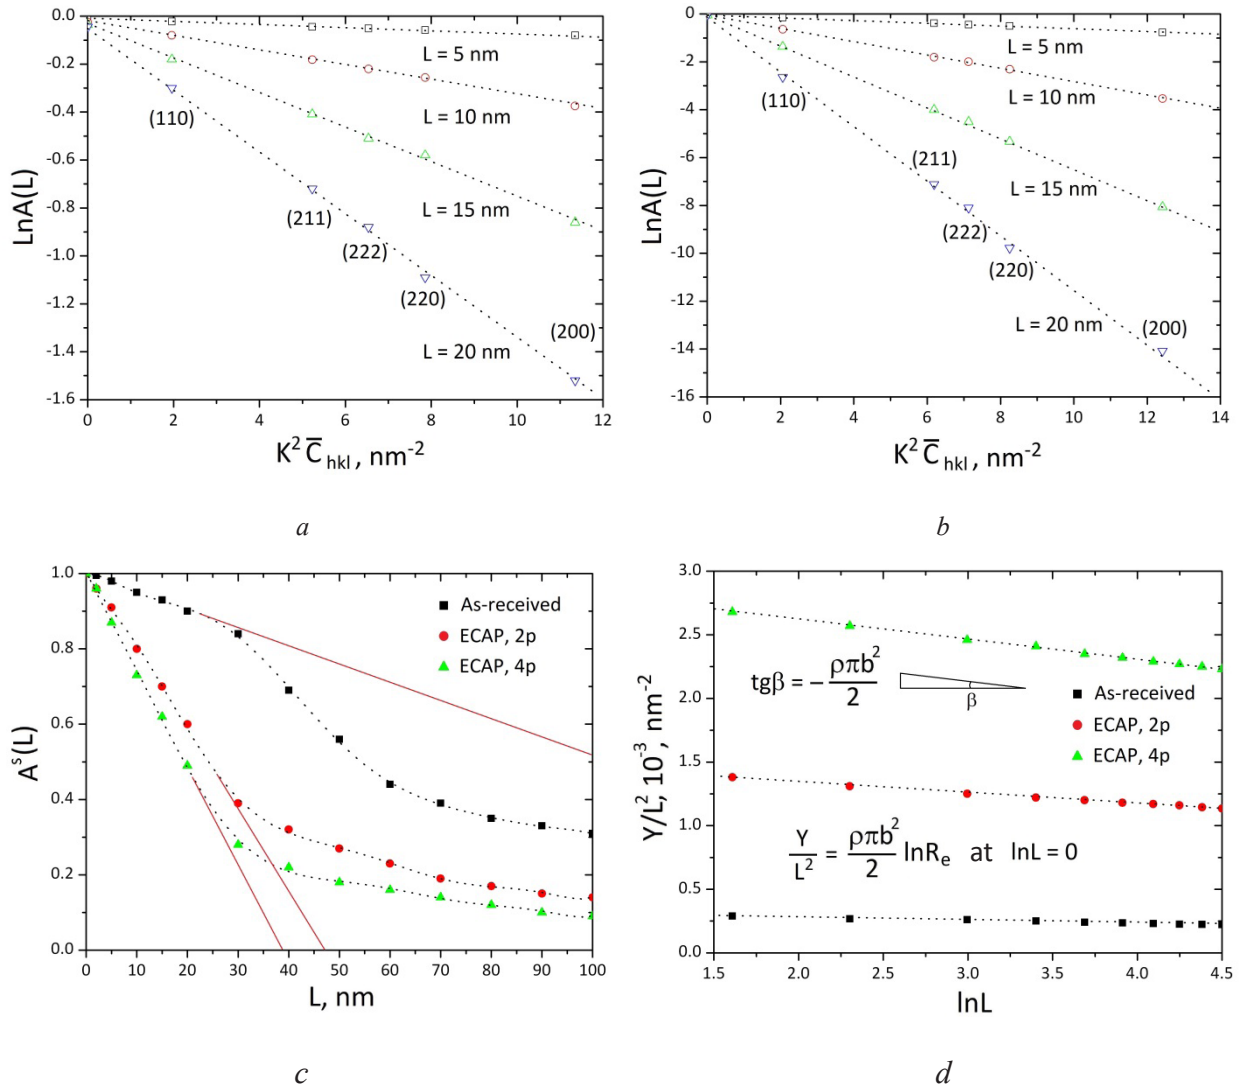 0.0
-0.2
-0.4
-0.6
-0.8
-1.0
-1.2
-1.4
-1.6
LnA(L)
L = 5 nm
(110)
L = 10 nm
(211)
L = 15 nm
(222)
(220)
(200)
L = 20 nm
0 2 4 6 8 10 12
K² C̅hkl, nm⁻²
a
0
-2
-4
-6
-8
-10
-12
-14
-16
LnA(L)
L = 5 nm
(110)
L = 10 nm
(211)
L = 15 nm
(222)
(220)
L = 20 nm
(200)
0 2 4 6 8 10 12 14
K² C̅hkl, nm⁻²
b
1.0
0.8
0.6
0.4
0.2
0.0
Aˢ(L)
As-received
ECAP, 2p
ECAP, 4p
0 10 20 30 40 50 60 70 80 90 100
L, nm
c
3.0
2.5
2.0
1.5
1.0
0.5
0.0
Y/L², 10⁻³, nm⁻²
tgβ = − ρπb²/2
β
As-received
ECAP, 2p
ECAP, 4p
Y/L² = ρπb²/2 lnRₑ at lnL = 0
1.5 2.0 2.5 3.0 3.5 4.0 4.5
lnL
d